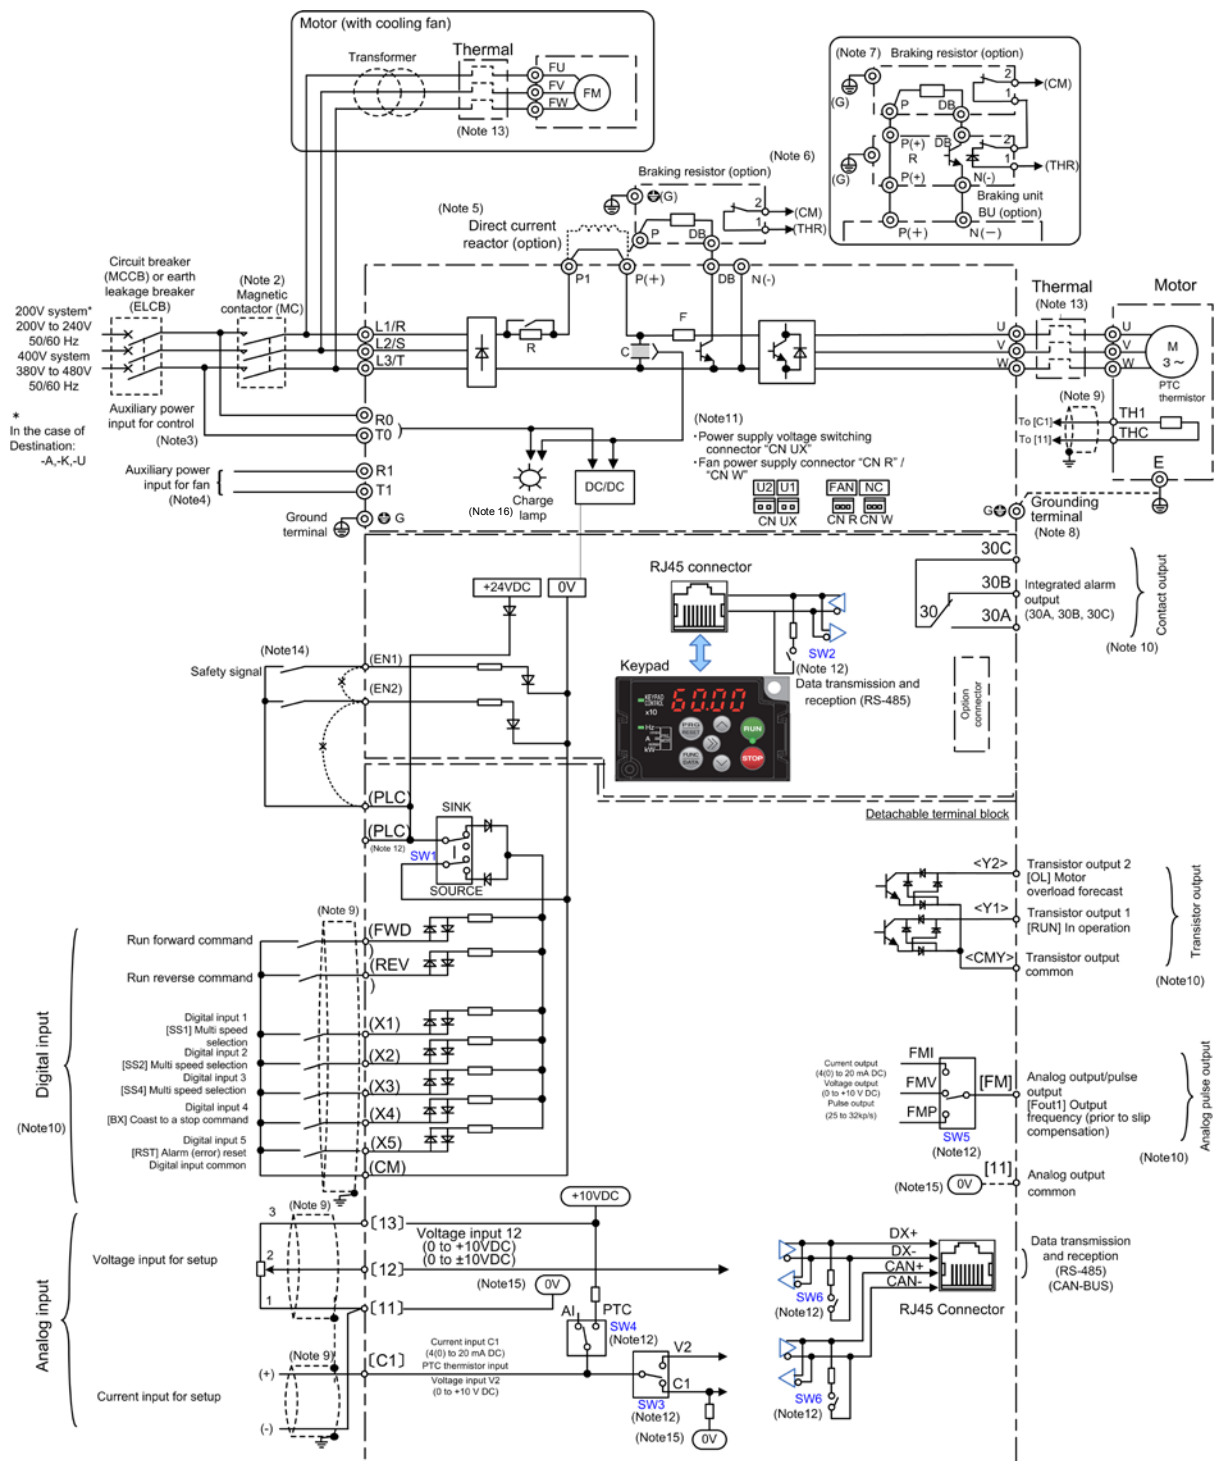 Motor (with cooling fan)
Transformer
Thermal
FU
FV
FW
FM
(Note 13)
(Note 7) Braking resistor (option)
(G)
P
DB
2
1
(CM)
(G)
P(+)
R
DB
2
1
(THR)
P(+)
N(-)
Braking unit
BU (option)
P(+)
N(−)
(Note 6)
Braking resistor (option)
(G)
P
DB
2
1
(CM)
(THR)
(Note 5)
Direct current
reactor (option)
P1
P(+)
DB
N(-)
Circuit breaker
(MCCB) or earth
leakage breaker
(ELCB)
(Note 2)
Magnetic
contactor (MC)
200V system*
200V to 240V
50/60 Hz
400V system
380V to 480V
50/60 Hz
*
In the case of
Destination:
-A,-K,-U
L1/R
L2/S
L3/T
R
C
F
U
V
W
Thermal
(Note 13)
Motor
U
V
W
M
3 ~
PTC
thermistor
(Note 9)
To [C1]
To [11]
TH1
THC
E
Auxiliary power
input for control
(Note3)
R0
T0
Auxiliary power
input for fan
(Note4)
R1
T1
Ground
terminal
G
(Note 16)
Charge
lamp
DC/DC
(Note11)
・Power supply voltage switching
connector “CN UX”
・Fan power supply connector “CN R” /
“CN W”
U2 U1
CN UX
FAN NC
CN R CN W
G
Grounding
terminal
(Note 8)
+24VDC
0V
RJ45 connector
SW2
(Note 12)
Data transmission and
reception (RS-485)
Keypad
KEYPAD
CONTROL
x10
Hz
A
kW
60.00
PRG
RESET
RUN
FUNC
DATA
STOP
30C
30B
30A
30
Integrated alarm
output
(30A, 30B, 30C)
Contact output
(Note 10)
Option
connector
(Note14)
Safety signal
(EN1)
(EN2)
(PLC)
(PLC)
(Note 12)
SW1
SINK
SOURCE
Detachable terminal block
<Y2>
Transistor output 2
[OL] Motor
overload forecast
<Y1>
Transistor output 1
[RUN] In operation
<CMY>
Transistor output
common
Transistor output
(Note10)
Digital input
(Note10)
(Note 9)
Run forward command
(FWD
)
Run reverse command
(REV
)
Digital input 1
[SS1] Multi speed
selection
(X1)
Digital input 2
[SS2] Multi speed selection
(X2)
Digital input 3
[SS4] Multi speed selection
(X3)
Digital input 4
[BX] Coast to a stop command
(X4)
Digital input 5
[RST] Alarm (error) reset
(X5)
Digital input common
(CM)
Current output
(4(0) to 20 mA DC)
Voltage output
(0 to +10 V DC)
Pulse output
(25 to 32kp/s)
FMI
FMV
FMP
SW5
(Note12)
[FM]
Analog output/pulse
output
[Fout1] Output
frequency (prior to slip
compensation)
Analog pulse output
(Note10)
(Note15)
0V
[11]
Analog output
common
Analog input
(Note 9)
Voltage input for setup
3
2
1
[13]
[12]
[11]
Voltage input 12
(0 to +10VDC)
(0 to ±10VDC)
+10VDC
(Note15)
0V
AI
PTC
SW4
(Note12)
(Note 9)
Current input for setup
(+)
(-)
[C1]
Current input C1
(4(0) to 20 mA DC)
PTC thermistor input
Voltage input V2
(0 to +10 V DC)
V2
C1
SW3
(Note12)
(Note15)
0V
DX+
DX-
CAN+
CAN-
SW6
(Note12)
RJ45 Connector
Data transmission
and reception
(RS-485)
(CAN-BUS)
SW6
(Note12)